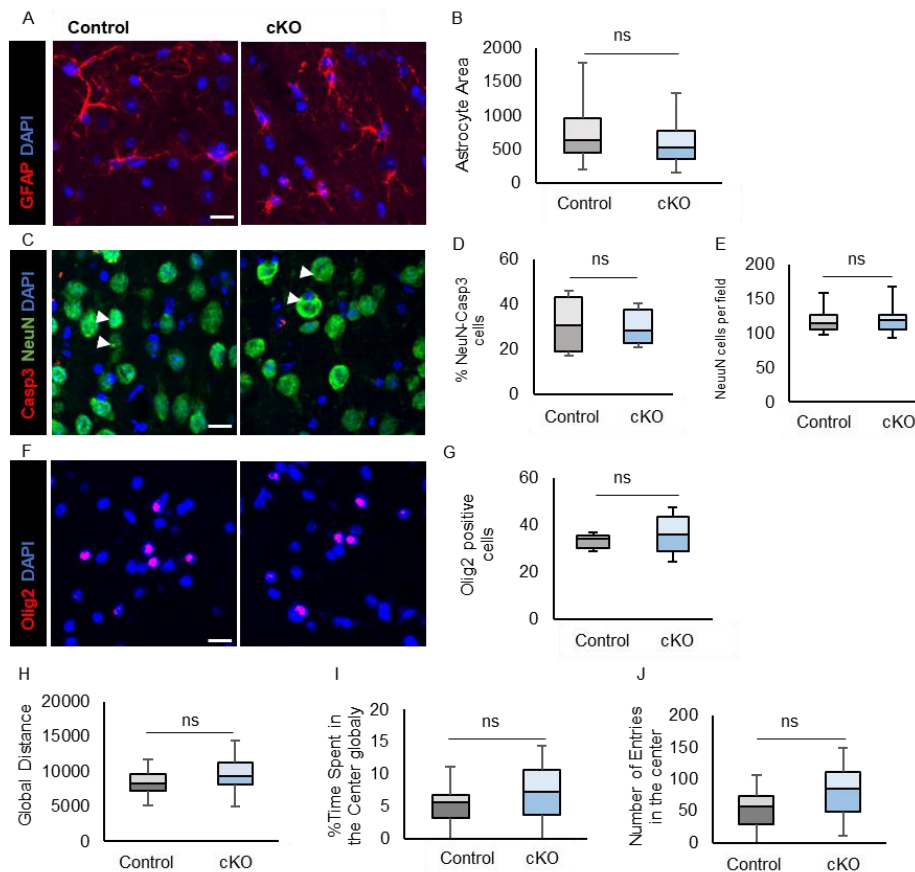 A
Control
cKO
GFAP DAPI
B
ns
Astrocyte Area
2000
1500
1000
500
0
Control
cKO
C
Casp3 NeuN DAPI
D
ns
% NeuN-Casp3
cells
60
40
20
0
Control
cKO
E
ns
NeuuN cells per field
200
150
100
50
0
Control
cKO
F
Olig2 DAPI
G
ns
Olig2 positive
cells
60
40
20
0
Control
cKO
H
ns
Global Distance
20000
15000
10000
5000
0
Control
cKO
I
ns
%Time Spent in
the Center globaly
20
15
10
5
0
Control
cKO
J
ns
Number of Entries
in the center
200
150
100
50
0
Control
cKO